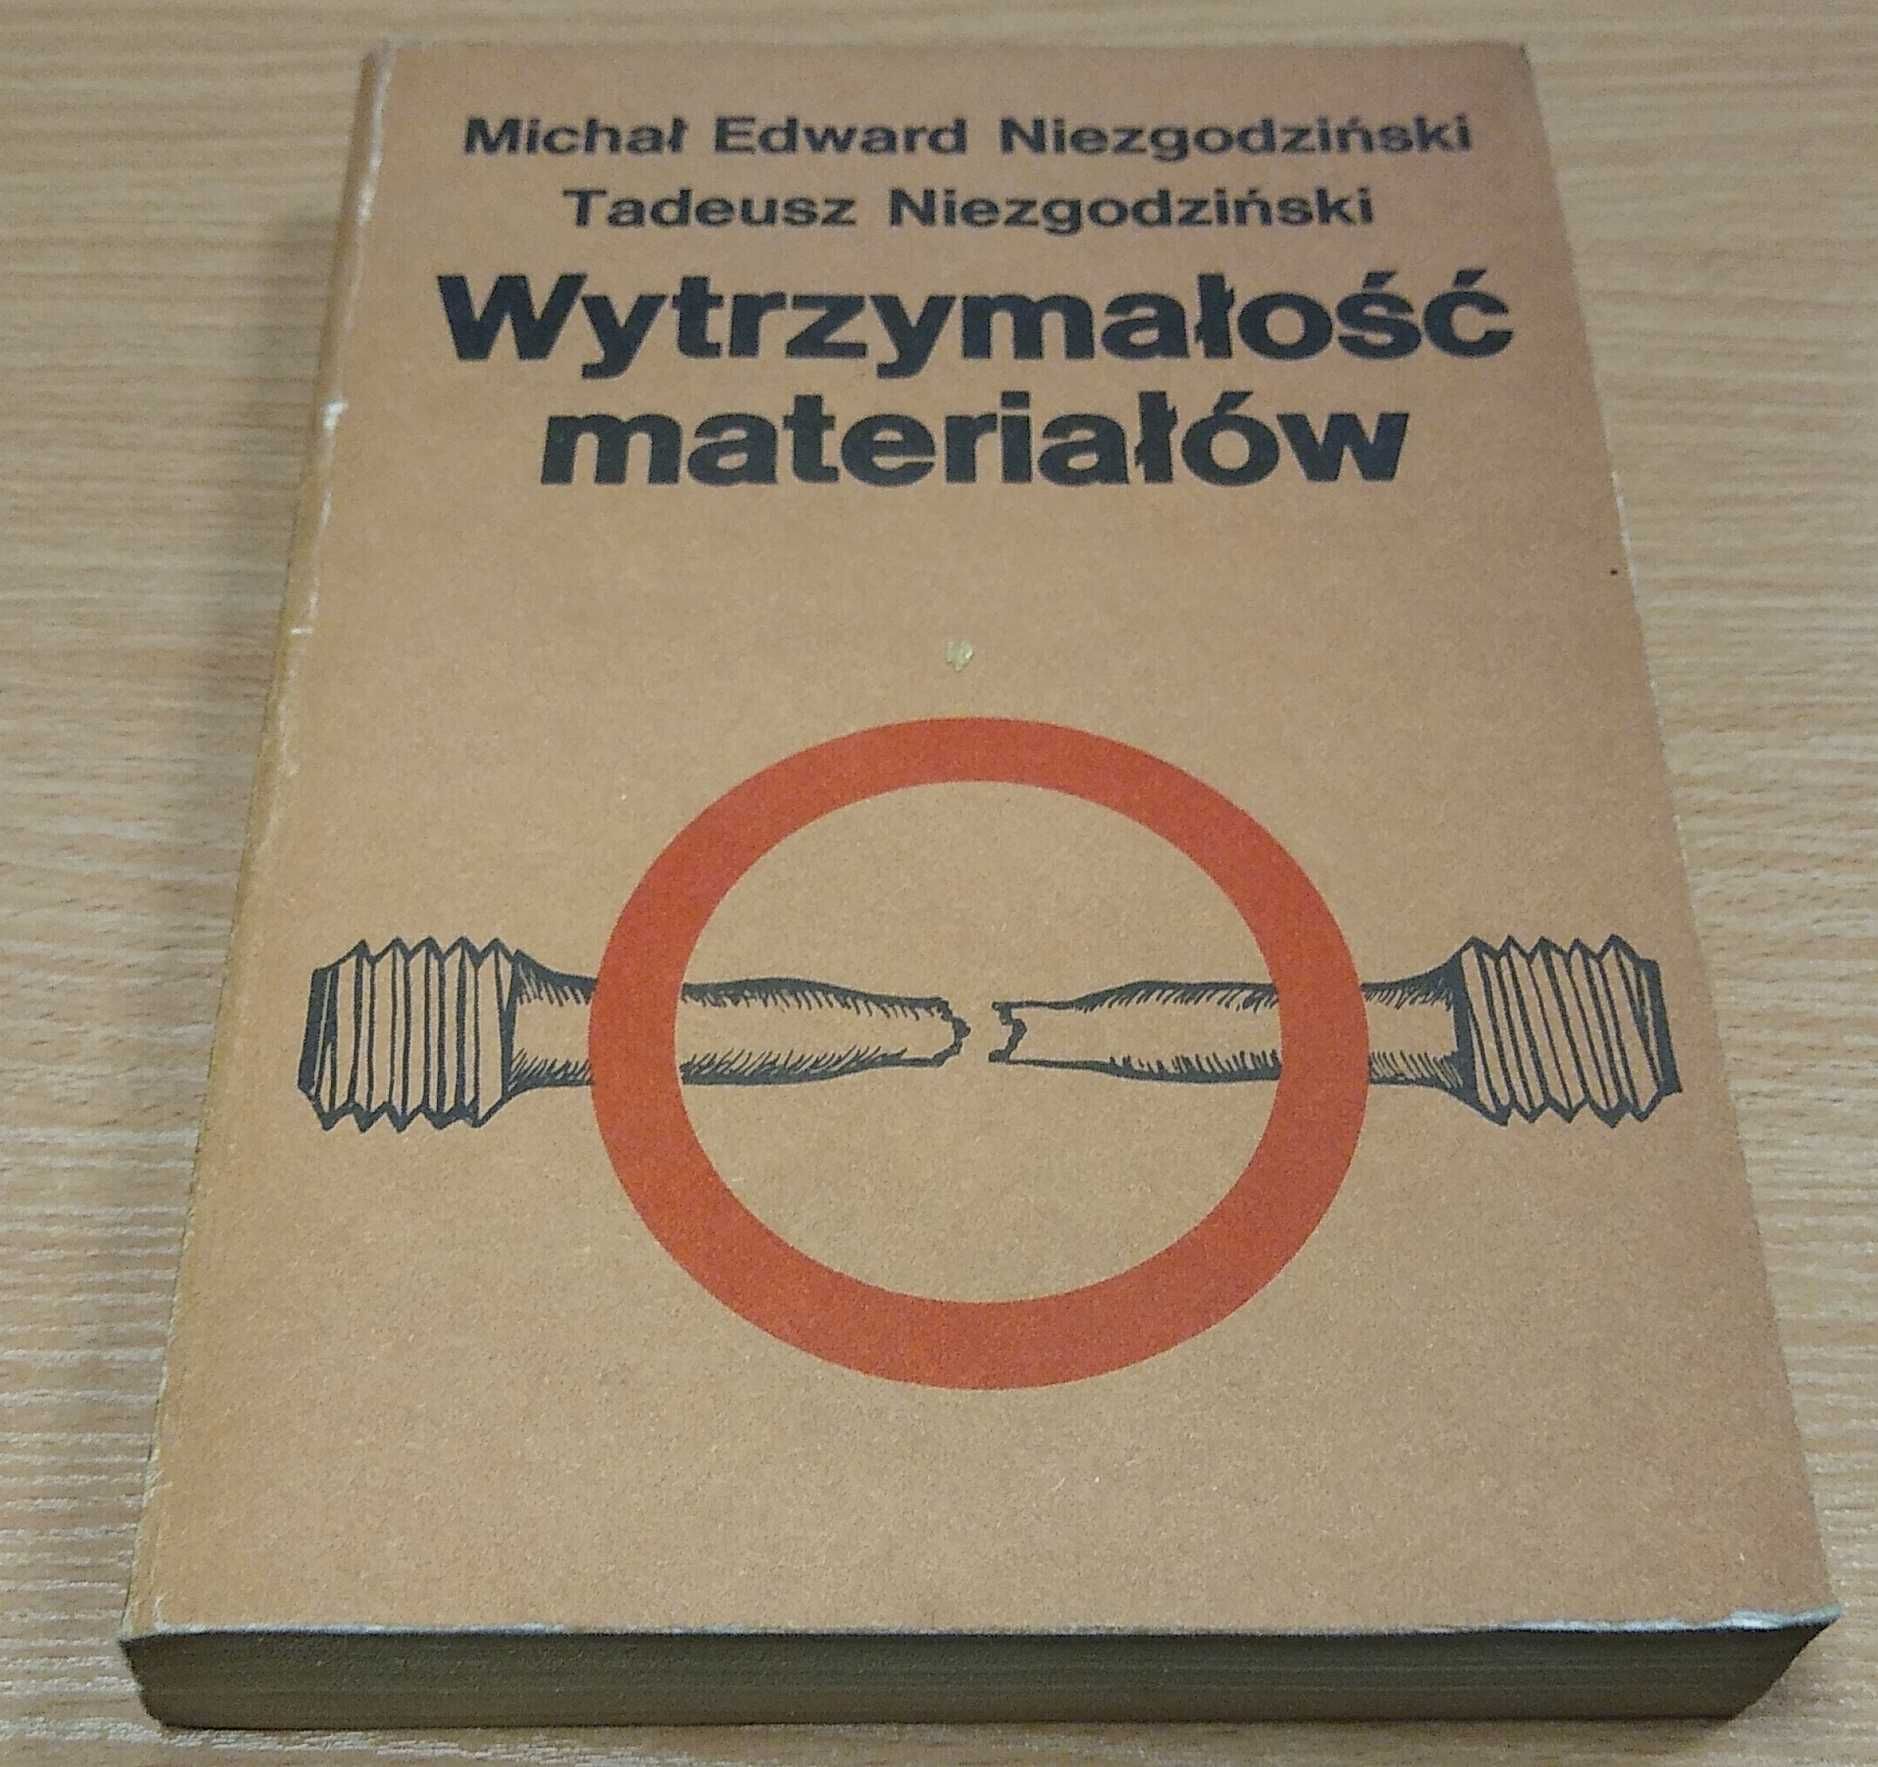 Michał Edward Niezgodziński
Tadeusz Niezgodziński
Wytrzymałość
materiałów